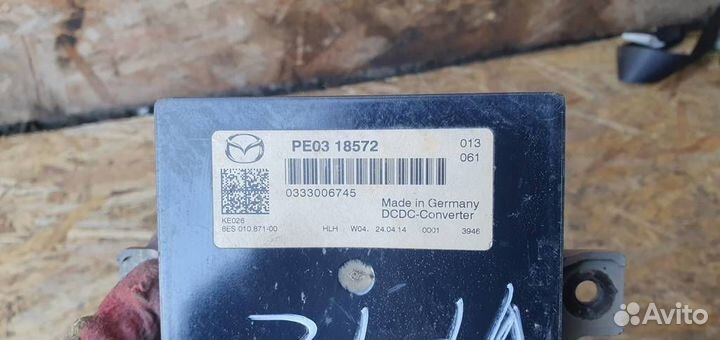 PE03 18572
013
061
0333006745
Made in Germany
DCDC-Converter
KE026
8ES 010 871-00
HLH W04. 24.04.14 0001 3946
Avito